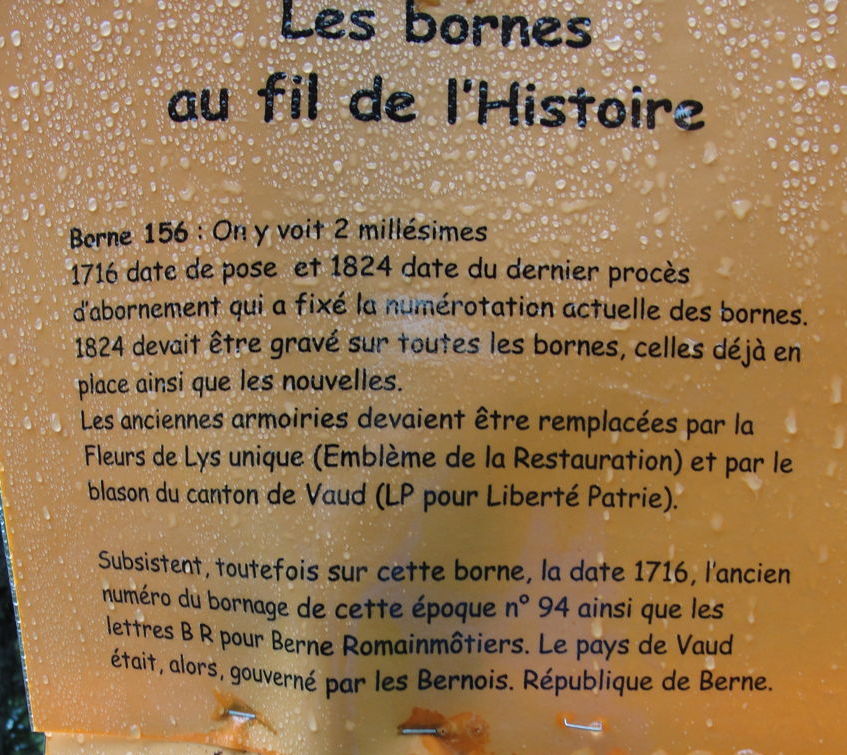 Les bornes
au fil de l'Histoire
Borne 156 : On y voit 2 millésimes
1716 date de pose et 1824 date du dernier procès
d'abornement qui a fixé la numérotation actuelle des bornes.
1824 devait être gravé sur toutes les bornes, celles déjà en
place ainsi que les nouvelles.
Les anciennes armoiries devaient être remplacées par la
Fleurs de Lys unique (Emblème de la Restauration) et par le
blason du canton de Vaud (LP pour Liberté Patrie).
Subsistent, toutefois sur cette borne, la date 1716, l'ancien
numéro du bornage de cette époque n° 94 ainsi que les
lettres B R pour Berne Romainmôtiers. Le pays de Vaud
était, alors, gouverné par les Bernois. République de Berne.